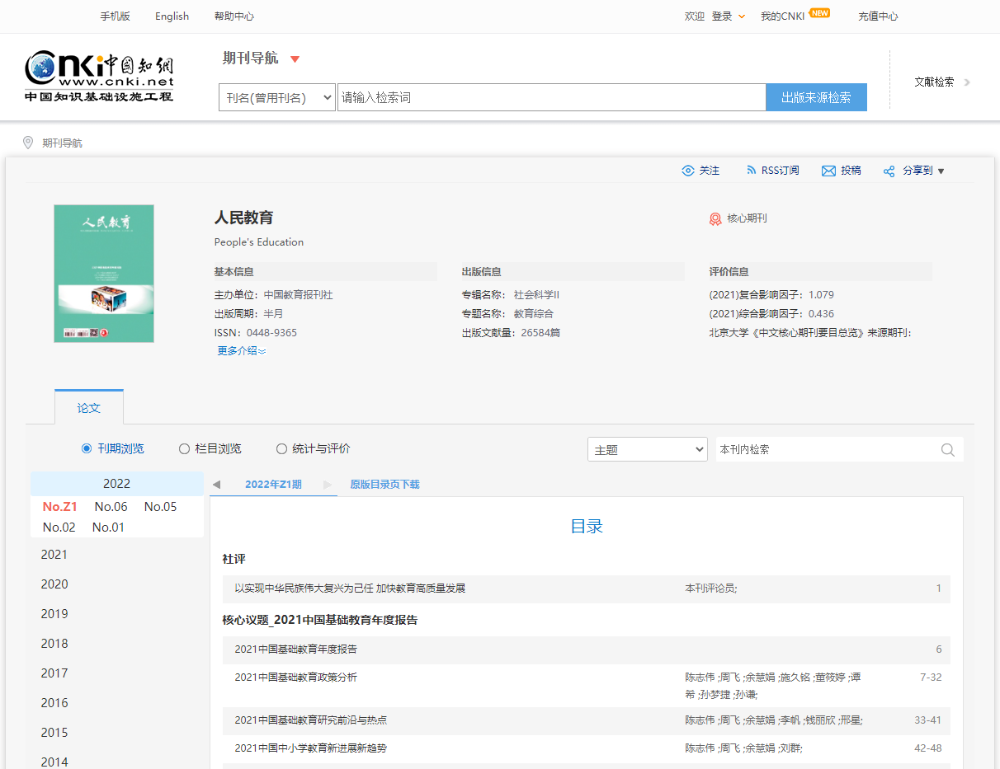 手机版 English 帮助中心 欢迎 登录 我的CNKI NEW 充值中心
cnki中国知網
www.cnki.net
中国知识基础设施工程
期刊导航
刊名(曾用刊名) 请输入检索词 出版来源检索
文献检索
期刊导航
关注 RSS订阅 投稿 分享到
人民教育
人民教育
核心期刊
People's Education
基本信息 出版信息 评价信息
主办单位：中国教育报刊社 专辑名称： 社会科学II (2021)复合影响因子：1.079
出版周期：半月 专题名称： 教育综合 (2021)综合影响因子：0.436
ISSN：0448-9365 出版文献量：26584篇 北京大学《中文核心期刊要目总览》来源期刊：
更多介绍
论文
刊期浏览 栏目浏览 统计与评价 主题 本刊内检索
2022 2022年Z1期 原版目录页下载
No.Z1 No.06 No.05
No.02 No.01
2021
2020
2019
2018
2017
2016
2015
2014
目录
社评
以实现中华民族伟大复兴为己任 加快教育高质量发展 本刊评论员; 1
核心议题_2021中国基础教育年度报告
2021中国基础教育年度报告 6
2021中国基础教育政策分析 陈志伟 ;周飞 ;余慧娟 ;施久铭 ;董筱婷 ;谭 7-32
希 ;孙梦捷 ;孙谦;
2021中国基础教育研究前沿与热点 陈志伟 ;周飞 ;余慧娟 ;李帆 ;钱丽欣 ;邢星; 33-41
2021中国中小学教育新进展新趋势 陈志伟 ;周飞 ;余慧娟 ;刘群; 42-48